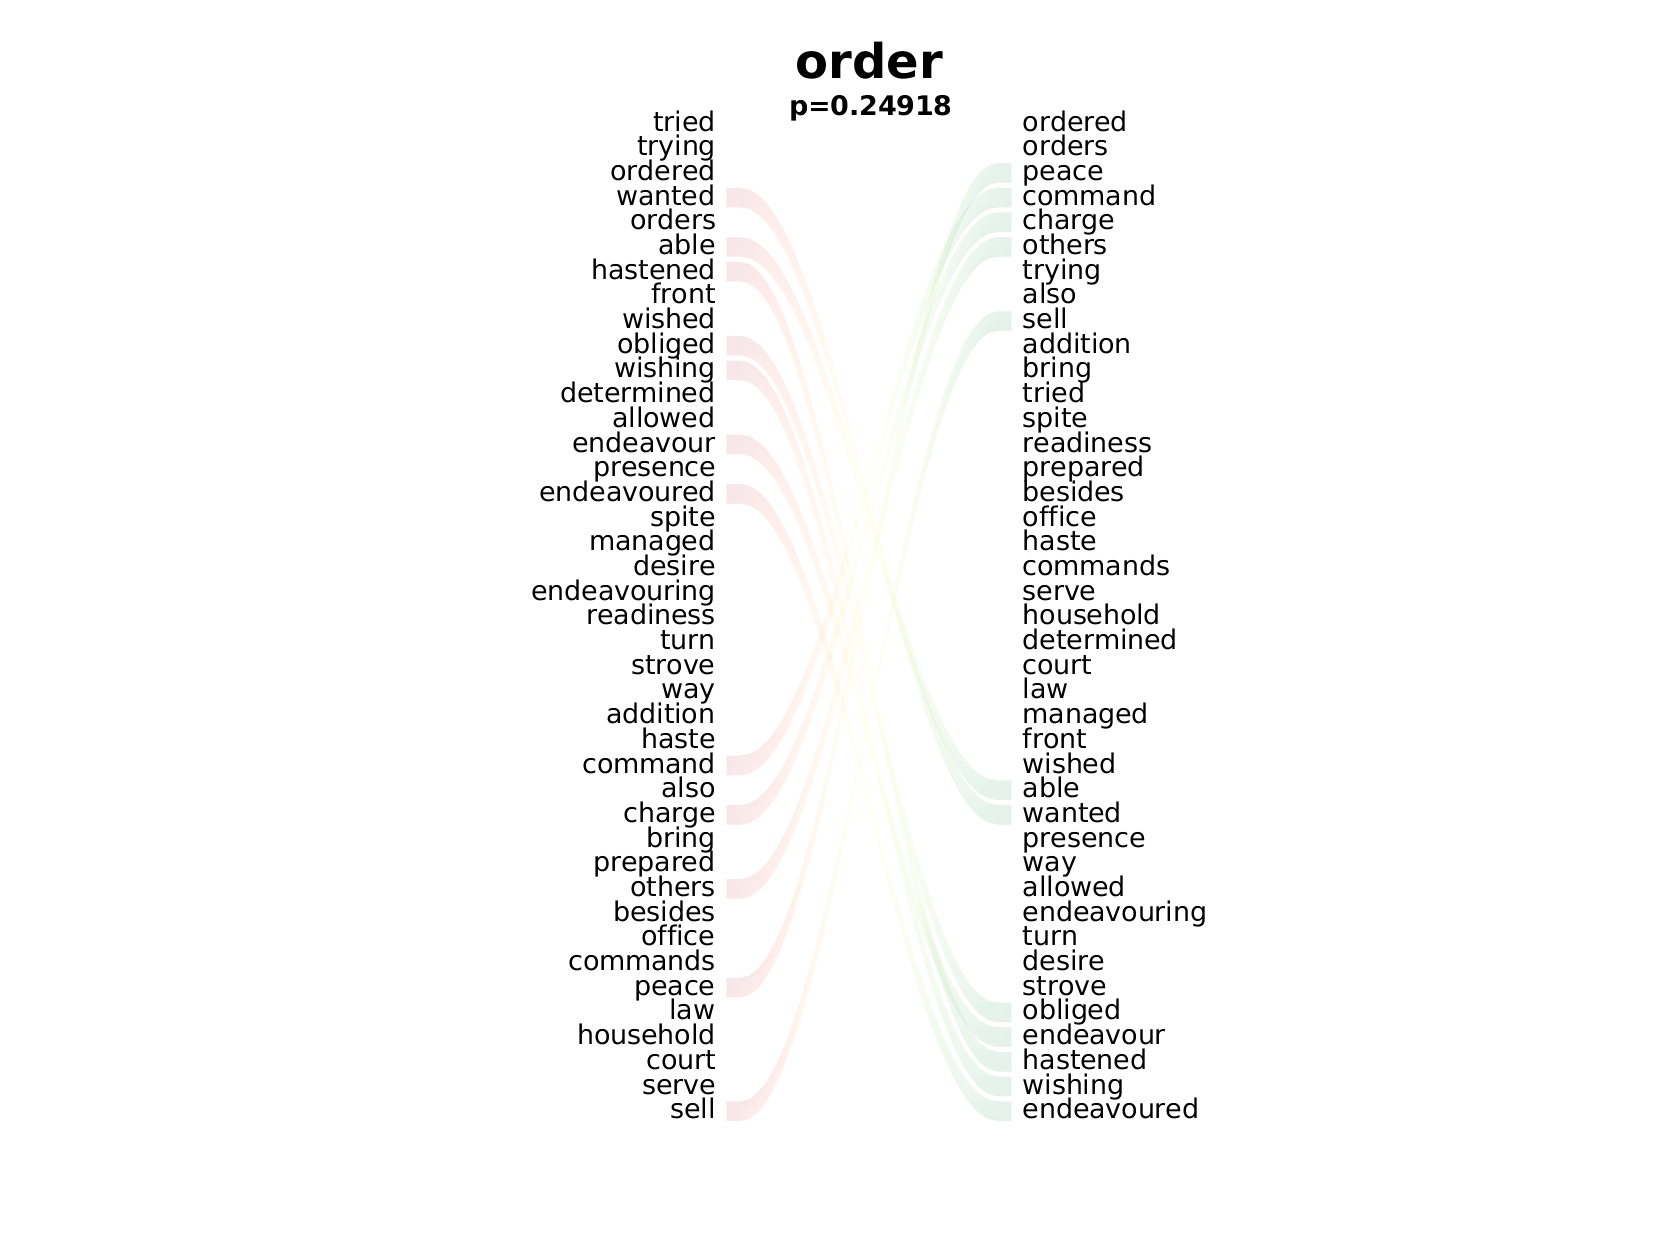 order
p=0.24918
tried ordered
trying orders
ordered peace
wanted command
orders charge
able others
hastened trying
front also
wished sell
obliged addition
wishing bring
determined tried
allowed spite
endeavour readiness
presence prepared
endeavoured besides
spite office
managed haste
desire commands
endeavouring serve
readiness household
turn determined
strove court
way law
addition managed
haste front
command wished
also able
charge wanted
bring presence
prepared way
others allowed
besides endeavouring
office turn
commands desire
peace strove
law obliged
household endeavour
court hastened
serve wishing
sell endeavoured